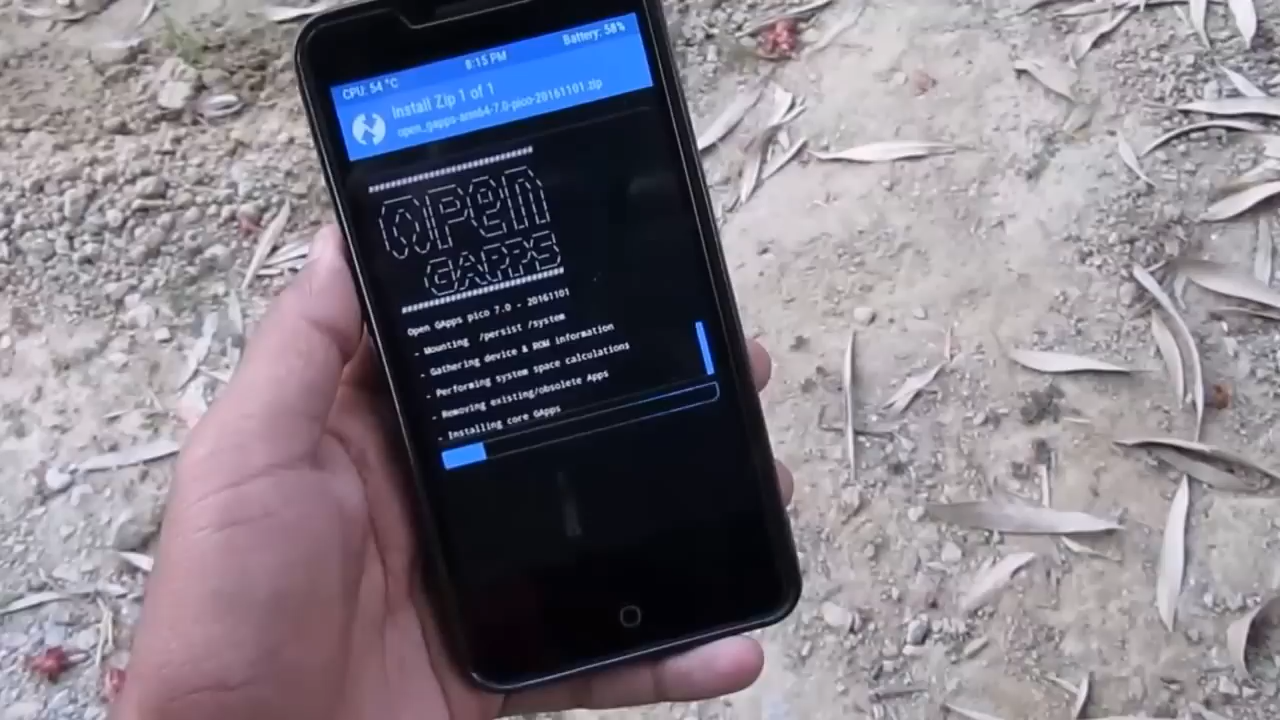 CPU: 54 °C 8:15 PM Battery: 58%
Install Zip 1 of 1
open_gapps-arm64-7.0-pico-20161101.zip
##############################
OPEN
GAPPS
##############################
Open GApps pico 7.0 - 20161101
- Mounting /persist /system
- Gathering device & ROM information
- Performing system space calculations
- Removing existing/obsolete Apps
- Installing core GApps